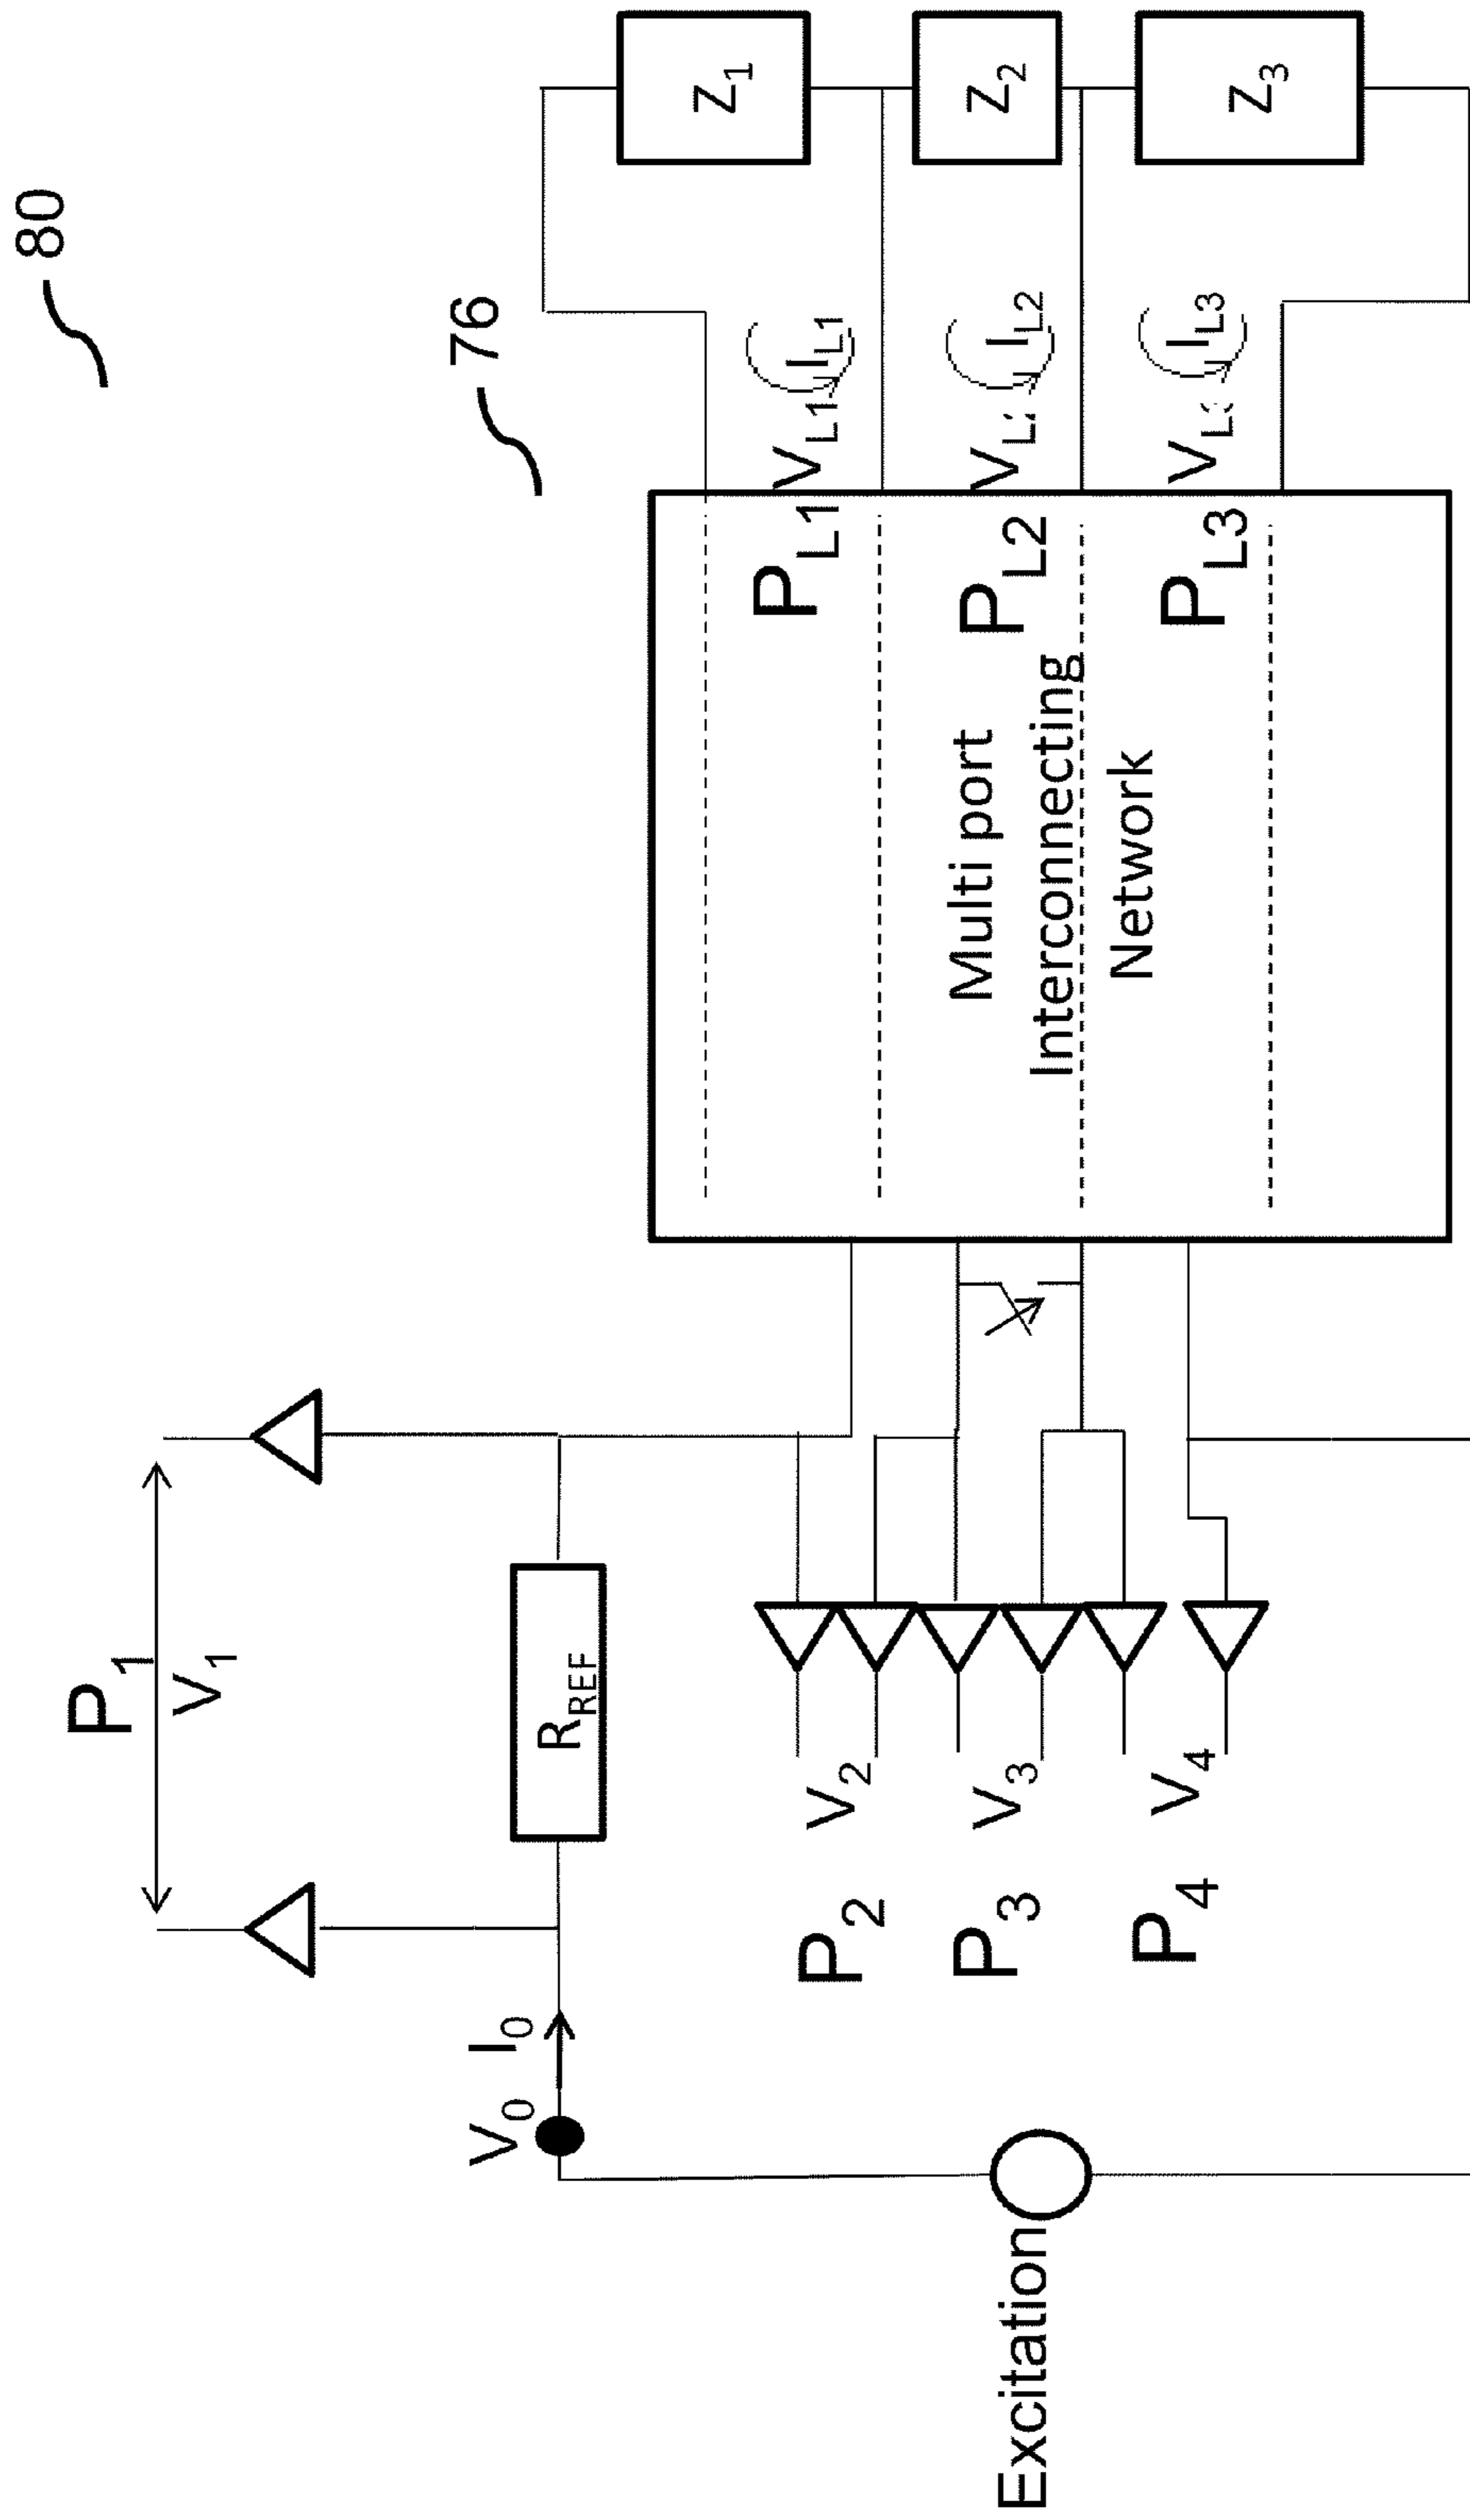 80
76
P1
V1
V0 I0
RREF
Excitation
P2
V2
P3
V3
P4
V4
Multi port
Interconnecting
Network
PL1
VL1
IL1
PL2
IL2
PL3
IL3
Z1
Z2
Z3